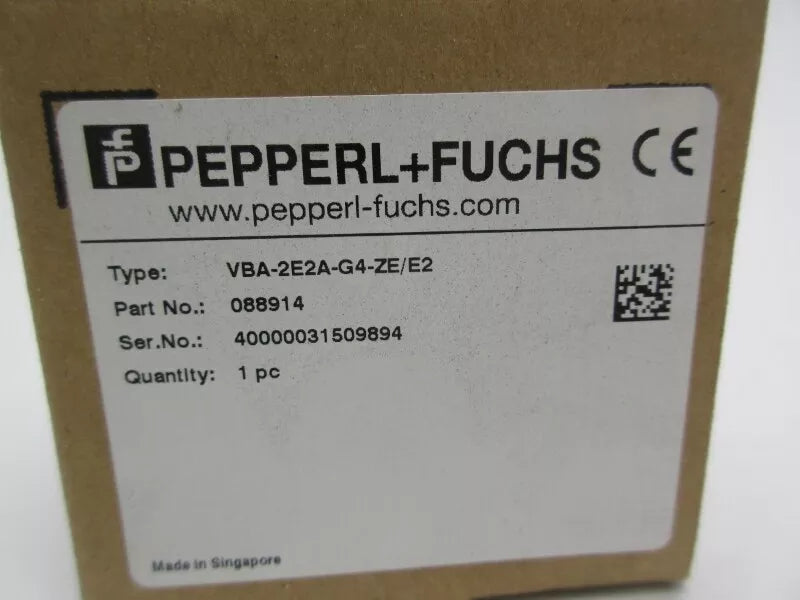 PEPPERL+FUCHS CE
www.pepperl-fuchs.com
Type: VBA-2E2A-G4-ZE/E2
Part No.: 088914
Ser.No.: 40000031509894
Quantity: 1 pc
Made in Singapore